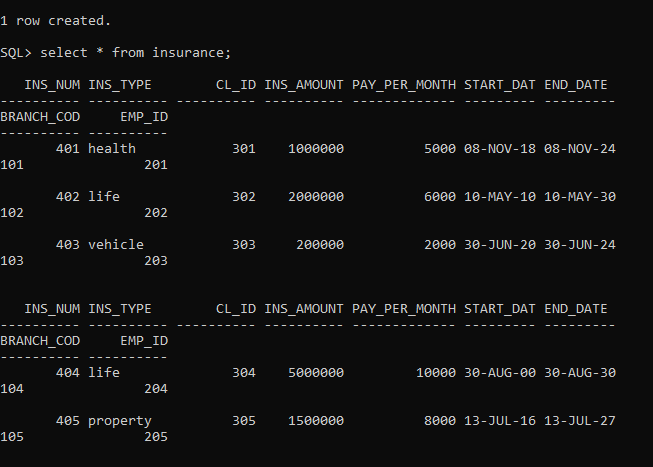 1 row created.
SQL> select * from insurance;
   INS_NUM INS_TYPE        CL_ID INS_AMOUNT PAY_PER_MONTH START_DAT END_DATE
---------- ---------- ---------- ---------- ------------- --------- ---------
BRANCH_COD     EMP_ID
---------- ----------
       401 health            301    1000000          5000 08-NOV-18 08-NOV-24
101               201
       402 life              302    2000000          6000 10-MAY-10 10-MAY-30
102               202
       403 vehicle           303     200000          2000 30-JUN-20 30-JUN-24
103               203
   INS_NUM INS_TYPE        CL_ID INS_AMOUNT PAY_PER_MONTH START_DAT END_DATE
---------- ---------- ---------- ---------- ------------- --------- ---------
BRANCH_COD     EMP_ID
---------- ----------
       404 life              304    5000000         10000 30-AUG-00 30-AUG-30
104               204
       405 property          305    1500000          8000 13-JUL-16 13-JUL-27
105               205